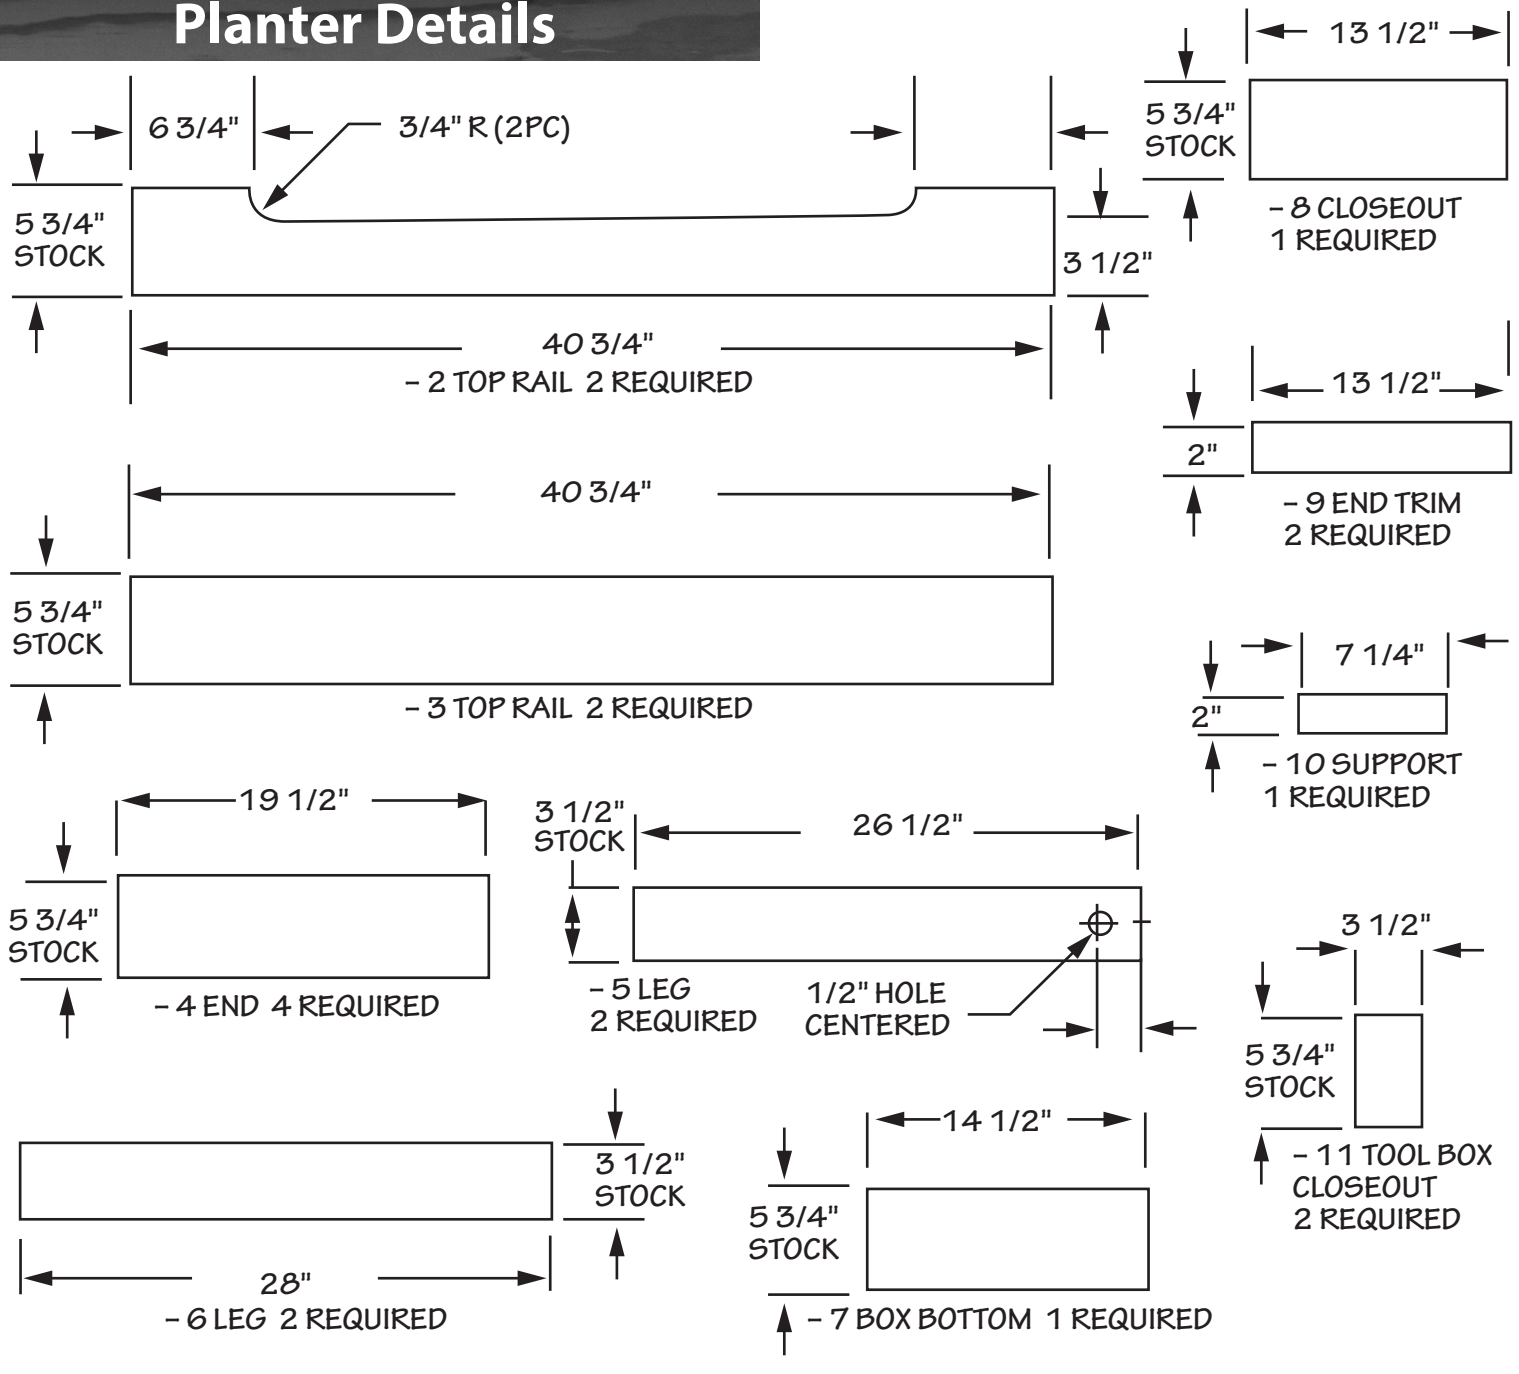 Planter Details
6 3/4"
3/4" R (2PC)
5 3/4"
STOCK
3 1/2"
40 3/4"
– 2 TOP RAIL 2 REQUIRED
13 1/2"
5 3/4"
STOCK
– 8 CLOSEOUT
1 REQUIRED
13 1/2"
2"
– 9 END TRIM
2 REQUIRED
40 3/4"
5 3/4"
STOCK
– 3 TOP RAIL 2 REQUIRED
7 1/4"
2"
– 10 SUPPORT
1 REQUIRED
19 1/2"
5 3/4"
STOCK
– 4 END 4 REQUIRED
3 1/2"
STOCK
26 1/2"
– 5 LEG
2 REQUIRED
1/2" HOLE
CENTERED
3 1/2"
5 3/4"
STOCK
– 11 TOOL BOX
CLOSEOUT
2 REQUIRED
3 1/2"
STOCK
28"
– 6 LEG 2 REQUIRED
14 1/2"
5 3/4"
STOCK
– 7 BOX BOTTOM 1 REQUIRED